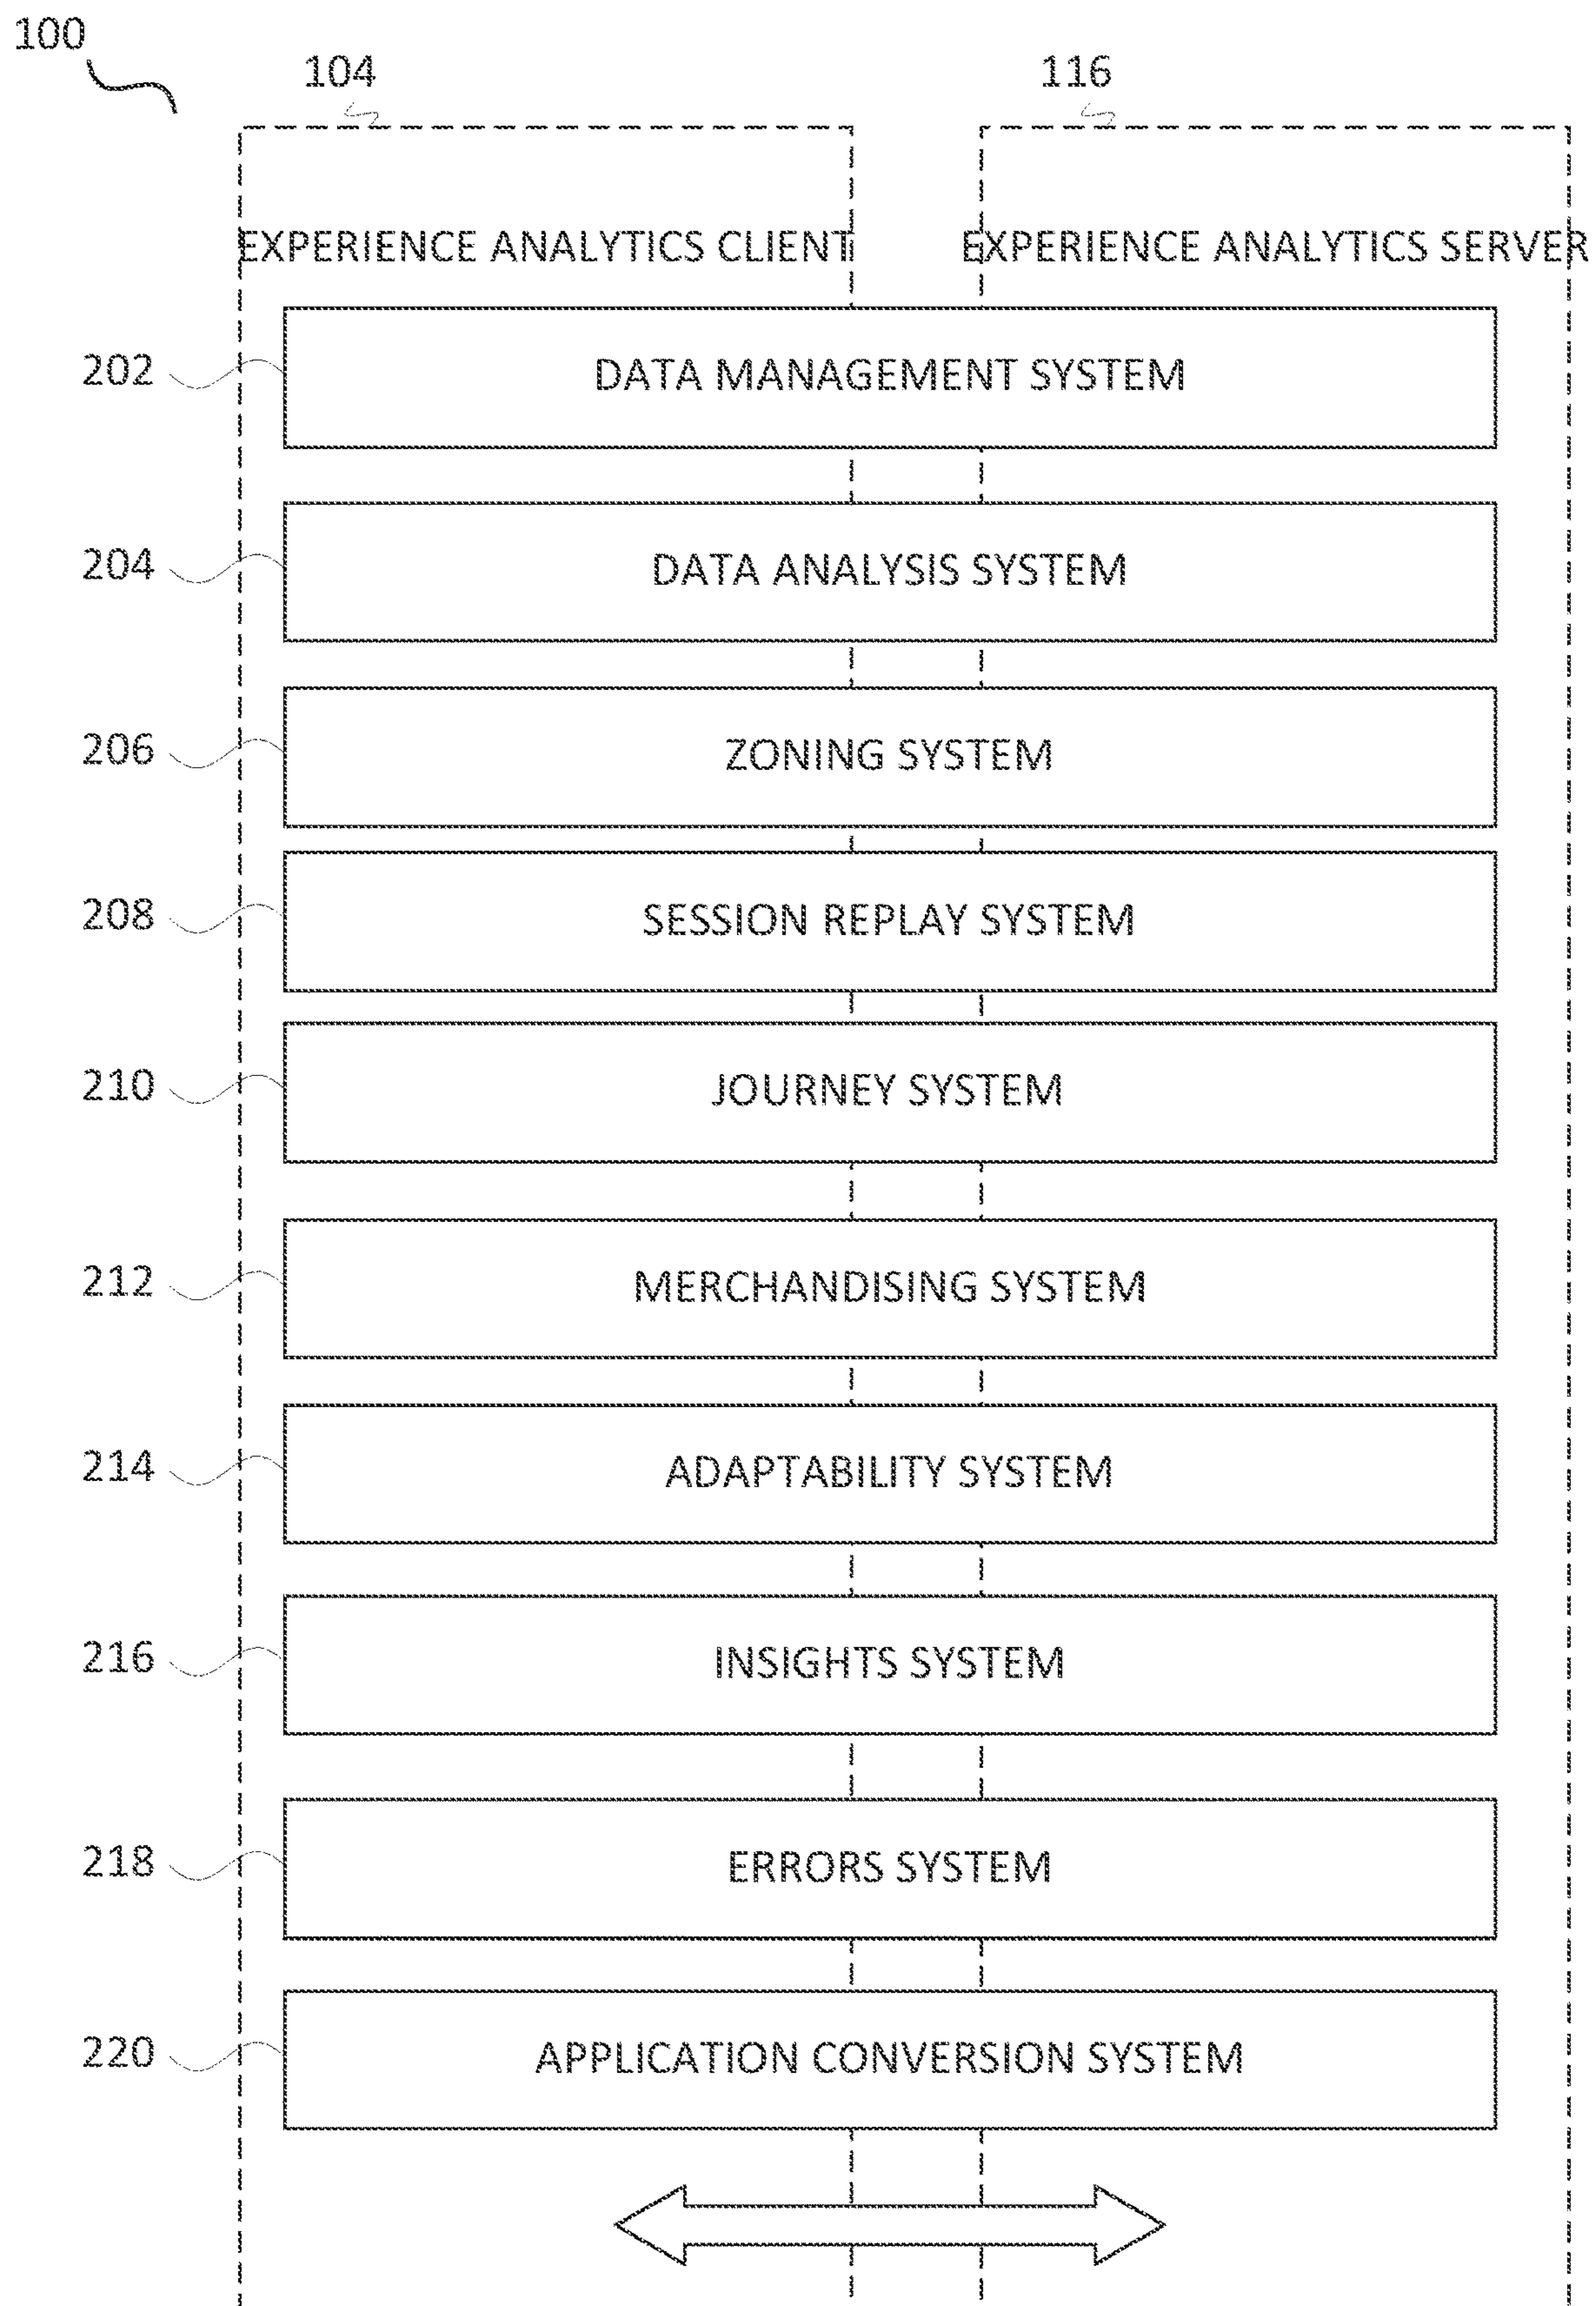 100
104
116
EXPERIENCE ANALYTICS CLIENT
EXPERIENCE ANALYTICS SERVER
202
DATA MANAGEMENT SYSTEM
204
DATA ANALYSIS SYSTEM
206
ZONING SYSTEM
208
SESSION REPLAY SYSTEM
210
JOURNEY SYSTEM
212
MERCHANDISING SYSTEM
214
ADAPTABILITY SYSTEM
216
INSIGHTS SYSTEM
218
ERRORS SYSTEM
220
APPLICATION CONVERSION SYSTEM